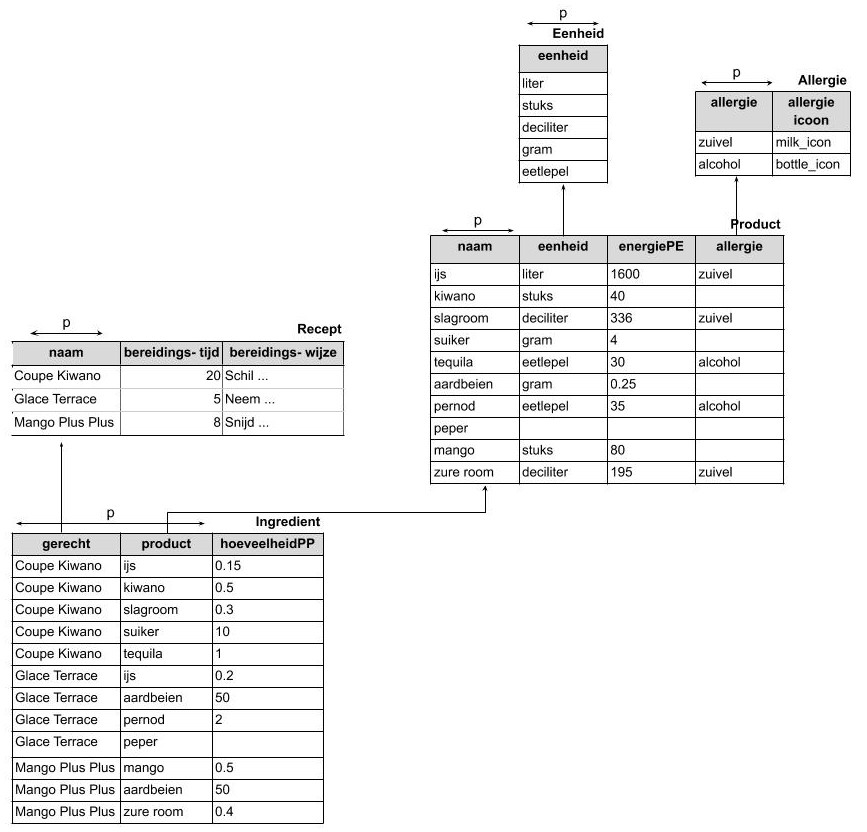 p
Eenheid
eenheid
liter
stuks
deciliter
gram
eetlepel
p
Allergie
allergie allergie icoon
zuivel milk_icon
alcohol bottle_icon
p
Product
naam eenheid energiePE allergie
ijs liter 1600 zuivel
kiwano stuks 40
slagroom deciliter 336 zuivel
suiker gram 4
tequila eetlepel 30 alcohol
aardbeien gram 0.25
pernod eetlepel 35 alcohol
peper
mango stuks 80
zure room deciliter 195 zuivel
p
Recept
naam bereidings- tijd bereidings- wijze
Coupe Kiwano 20 Schil ...
Glace Terrace 5 Neem ...
Mango Plus Plus 8 Snijd ...
p
Ingredient
gerecht product hoeveelheidPP
Coupe Kiwano ijs 0.15
Coupe Kiwano kiwano 0.5
Coupe Kiwano slagroom 0.3
Coupe Kiwano suiker 10
Coupe Kiwano tequila 1
Glace Terrace ijs 0.2
Glace Terrace aardbeien 50
Glace Terrace pernod 2
Glace Terrace peper
Mango Plus Plus mango 0.5
Mango Plus Plus aardbeien 50
Mango Plus Plus zure room 0.4